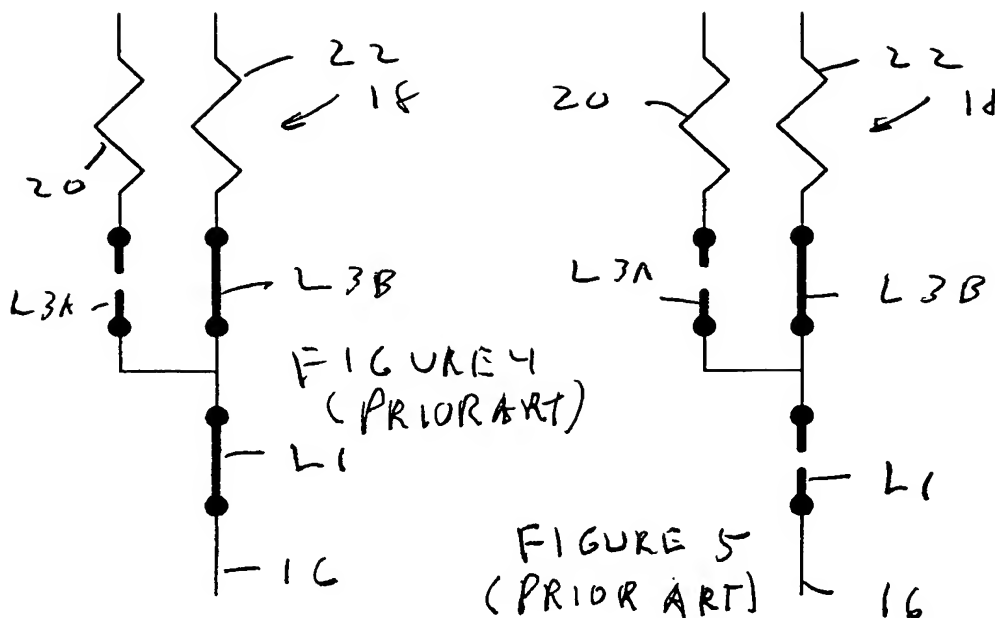 22
18
20
L3A
L3B
FIGURE 4
(PRIOR ART)
L1
16
22
18
20
L3A
L3B
L1
FIGURE 5
(PRIOR ART)
16